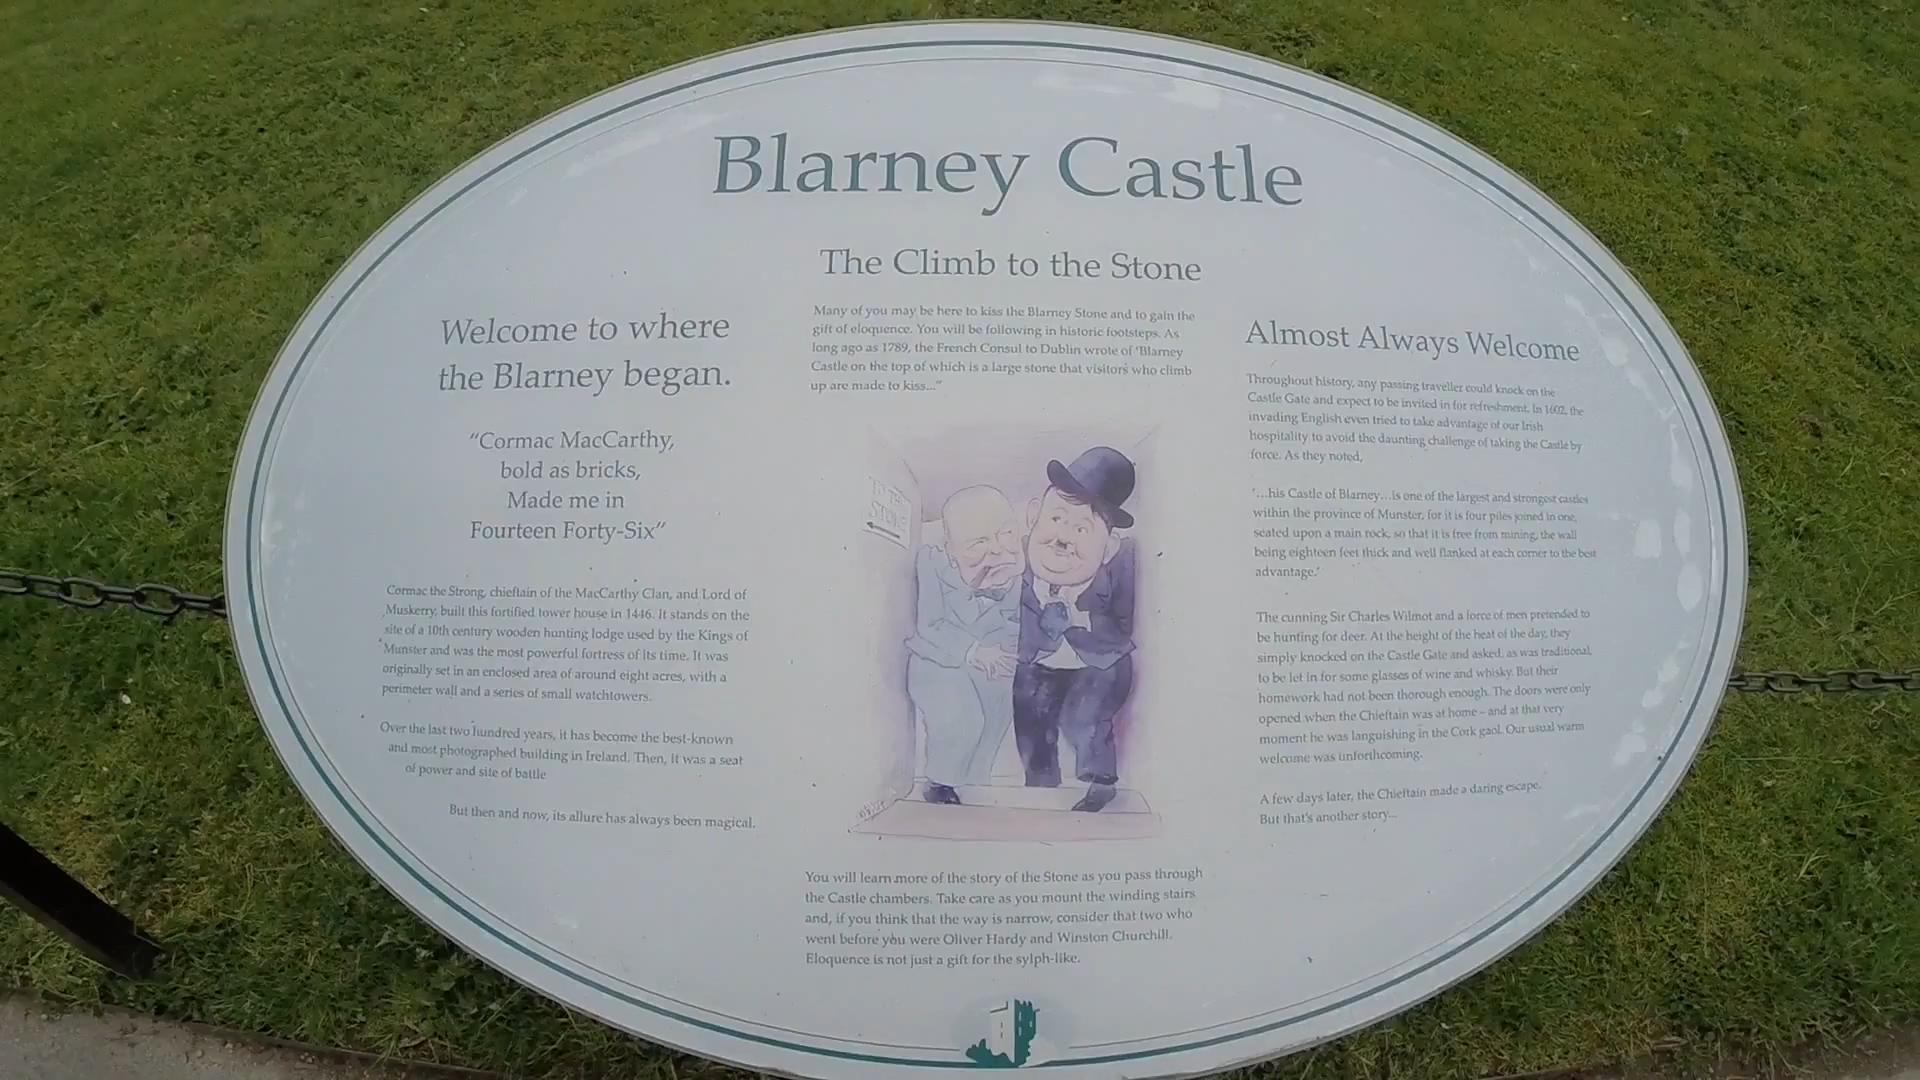 Blarney Castle
Welcome to where
the Blarney began.
"Cormac MacCarthy,
bold as bricks,
Made me in
Fourteen Forty-Six"
Cormac the Strong, chieftain of the MacCarthy Clan, and Lord of
Muskerry, built this fortified tower house in 1446. It stands on the
site of a 10th century wooden hunting lodge used by the Kings of
Munster and was the most powerful fortress of its time. It was
originally set in an enclosed area of around eight acres, with a
perimeter wall and a series of small watchtowers.
Over the last two hundred years, it has become the best-known
and most photographed building in Ireland. Then, it was a seat
of power and site of battle
But then and now, its allure has always been magical.
The Climb to the Stone
Many of you may be here to kiss the Blarney Stone and to gain the
gift of eloquence. You will be following in historic footsteps. As
long ago as 1789, the French Consul to Dublin wrote of 'Blarney
Castle on the top of which is a large stone that visitors who climb
up are made to kiss..."
TO THE
STONE
You will learn more of the story of the Stone as you pass through
the Castle chambers. Take care as you mount the winding stairs
and, if you think that the way is narrow, consider that two who
went before you were Oliver Hardy and Winston Churchill.
Eloquence is not just a gift for the sylph-like.
Almost Always Welcome
Throughout history, any passing traveller could knock on the
Castle Gate and expect to be invited in for refreshment. In 1602, the
invading English even tried to take advantage of our Irish
hospitality to avoid the daunting challenge of taking the Castle by
force. As they noted,
'...his Castle of Blarney...is one of the largest and strongest castles
within the province of Munster, for it is four piles joined in one,
seated upon a main rock, so that it is free from mining, the wall
being eighteen feet thick and well flanked at each corner to the best
advantage.'
The cunning Sir Charles Wilmot and a force of men pretended to
be hunting for deer. At the height of the heat of the day, they
simply knocked on the Castle Gate and asked, as was traditional,
to be let in for some glasses of wine and whisky. But their
homework had not been thorough enough. The doors were only
opened when the Chieftain was at home – and at that very
moment he was languishing in the Cork gaol. Our usual warm
welcome was unforthcoming.
A few days later, the Chieftain made a daring escape.
But that's another story...